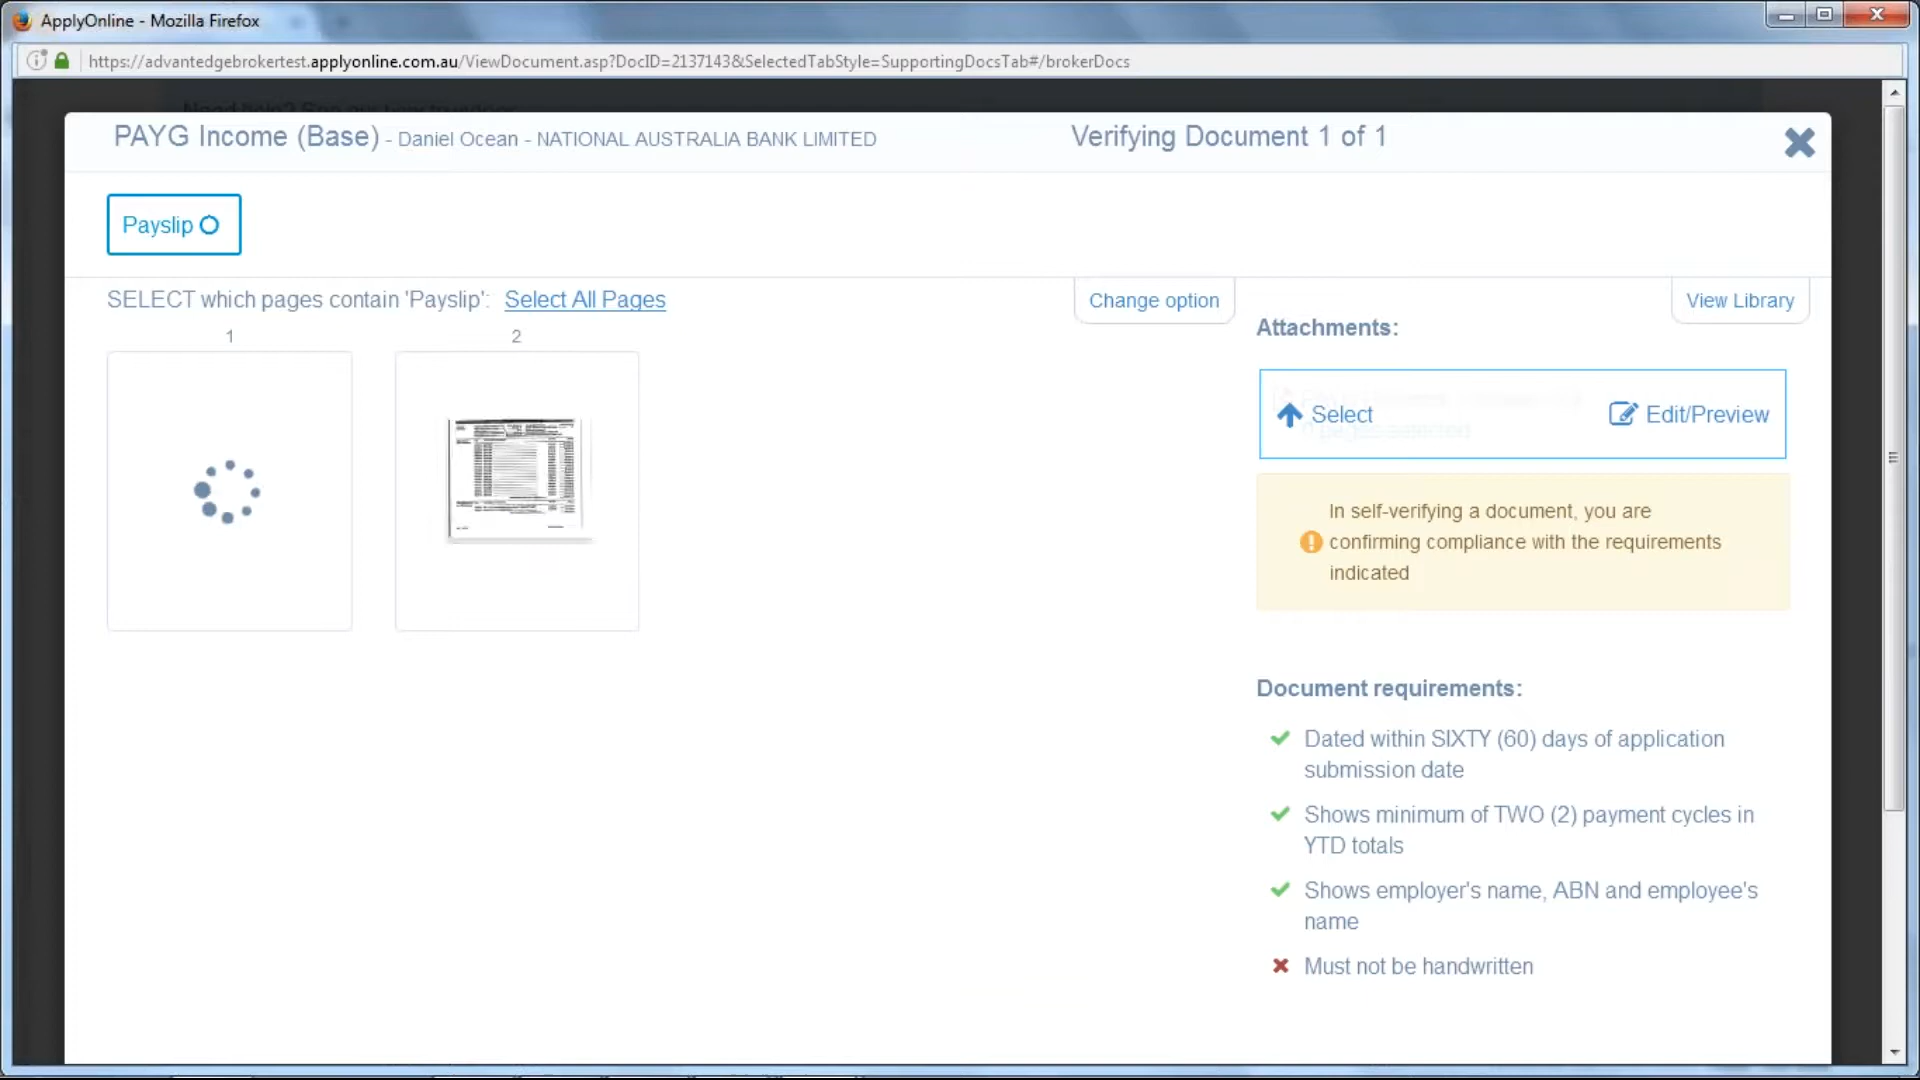 ApplyOnline - Mozilla Firefox
https://advantedgebrokertest.applyonline.com.au/ViewDocument.asp?DocID=2137143&SelectedTabStyle=SupportingDocsTab#/brokerDocs
PAYG Income (Base) - Daniel Ocean - NATIONAL AUSTRALIA BANK LIMITED
Verifying Document 1 of 1
Payslip
SELECT which pages contain 'Payslip': Select All Pages
Change option
View Library
1
2
Attachments:
Select
Edit/Preview
In self-verifying a document, you are
confirming compliance with the requirements
indicated
Document requirements:
Dated within SIXTY (60) days of application
submission date
Shows minimum of TWO (2) payment cycles in
YTD totals
Shows employer's name, ABN and employee's
name
Must not be handwritten